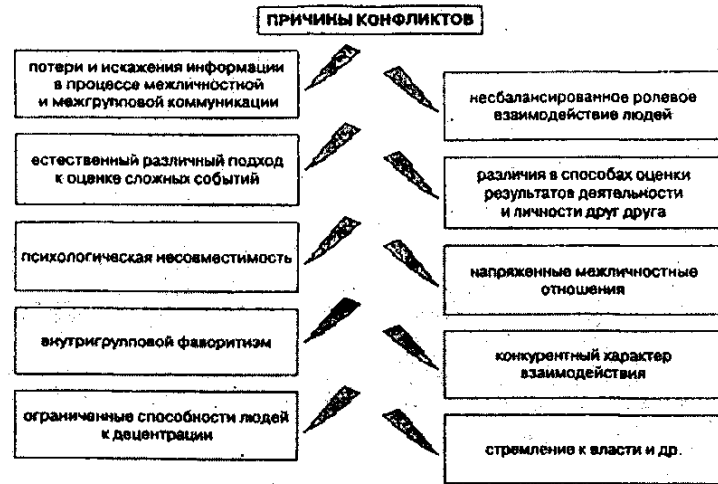 ПРИЧИНЫ КОНФЛИКТОВ
потери и искажения информации
в процессе межличностной
и межгрупповой коммуникации
естественный различный подход
к оценке сложных событий
психологическая несовместимость
внутригрупповой фаворитизм
ограниченные способности людей
к децентрации
несбалансированное ролевое
взаимодействие людей
различия в способах оценки
результатов деятельности
и личности друг друга
напряженные межличностные
отношения
конкурентный характер
взаимодействия
стремление к власти и др.